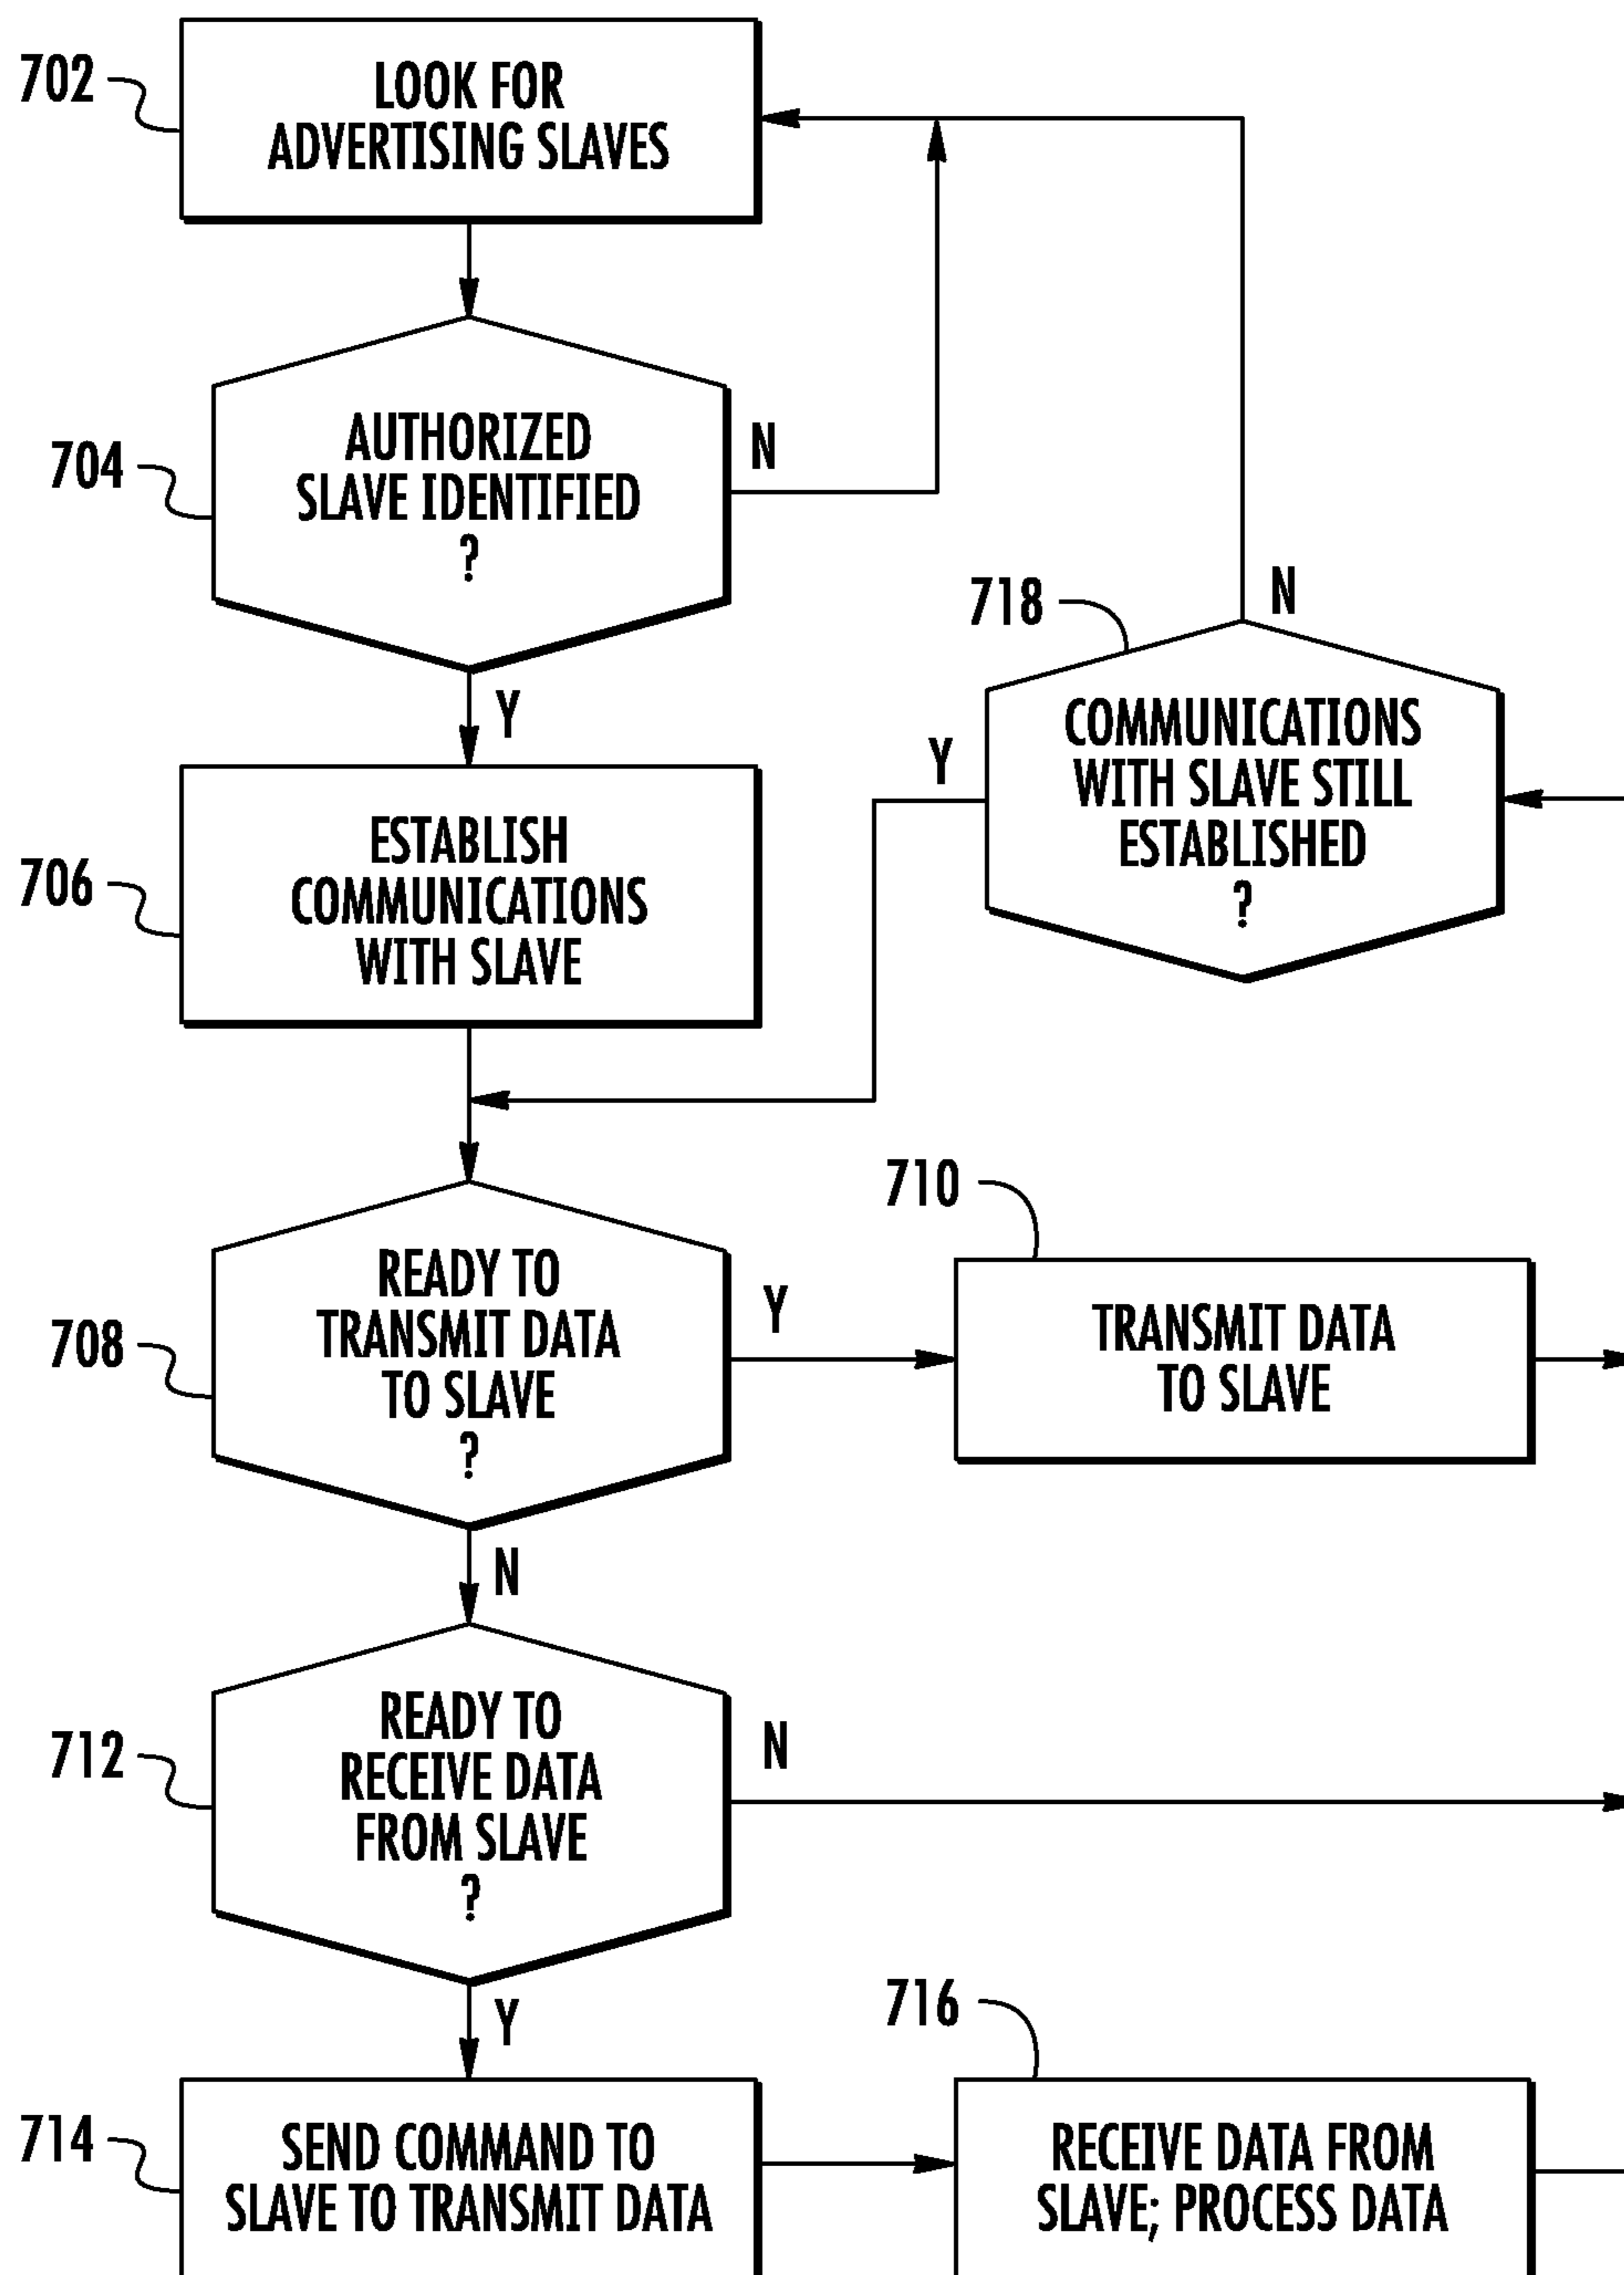 702
LOOK FOR
ADVERTISING SLAVES
704
AUTHORIZED
SLAVE IDENTIFIED
?
N
Y
718
N
COMMUNICATIONS
WITH SLAVE STILL
ESTABLISHED
?
Y
706
ESTABLISH
COMMUNICATIONS
WITH SLAVE
708
READY TO
TRANSMIT DATA
TO SLAVE
?
Y
710
TRANSMIT DATA
TO SLAVE
N
712
READY TO
RECEIVE DATA
FROM SLAVE
?
N
Y
714
SEND COMMAND TO
SLAVE TO TRANSMIT DATA
716
RECEIVE DATA FROM
SLAVE; PROCESS DATA